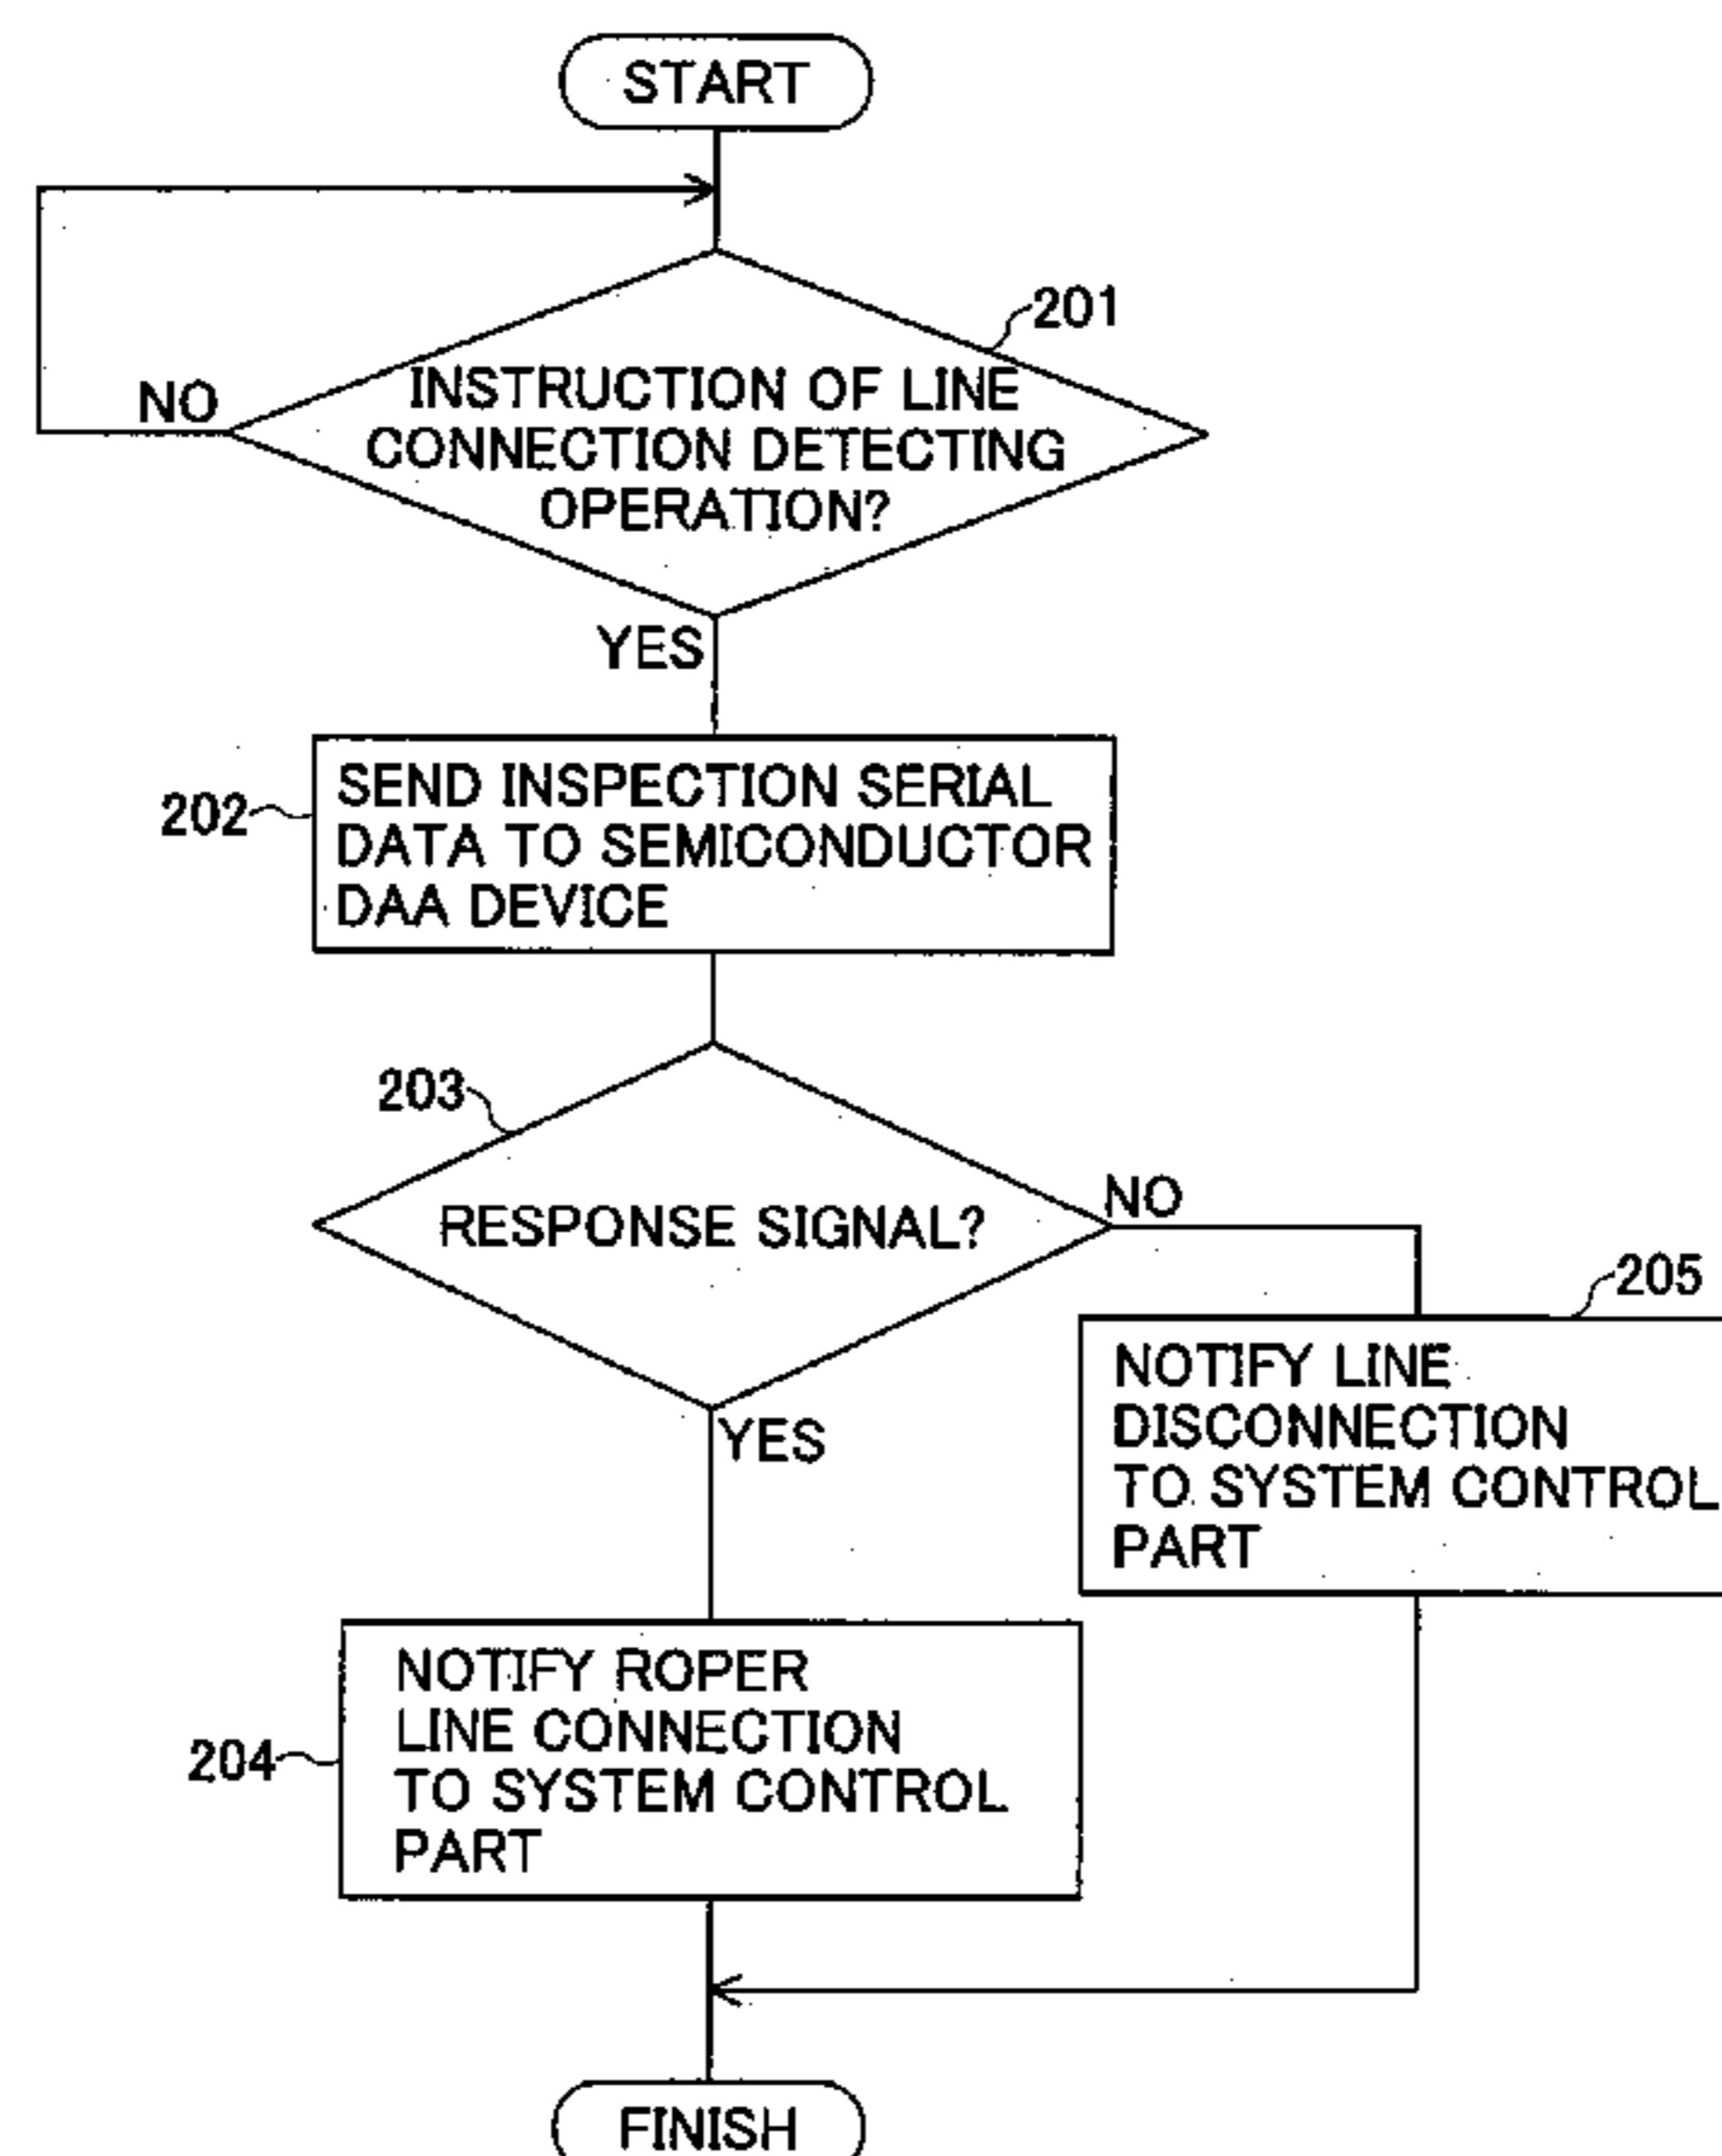 START
201
INSTRUCTION OF LINE
CONNECTION DETECTING
OPERATION?
NO
YES
202
SEND INSPECTION SERIAL
DATA TO SEMICONDUCTOR
DAA DEVICE
203
RESPONSE SIGNAL?
NO
YES
205
NOTIFY LINE
DISCONNECTION
TO SYSTEM CONTROL
PART
204
NOTIFY ROPER
LINE CONNECTION
TO SYSTEM CONTROL
PART
FINISH